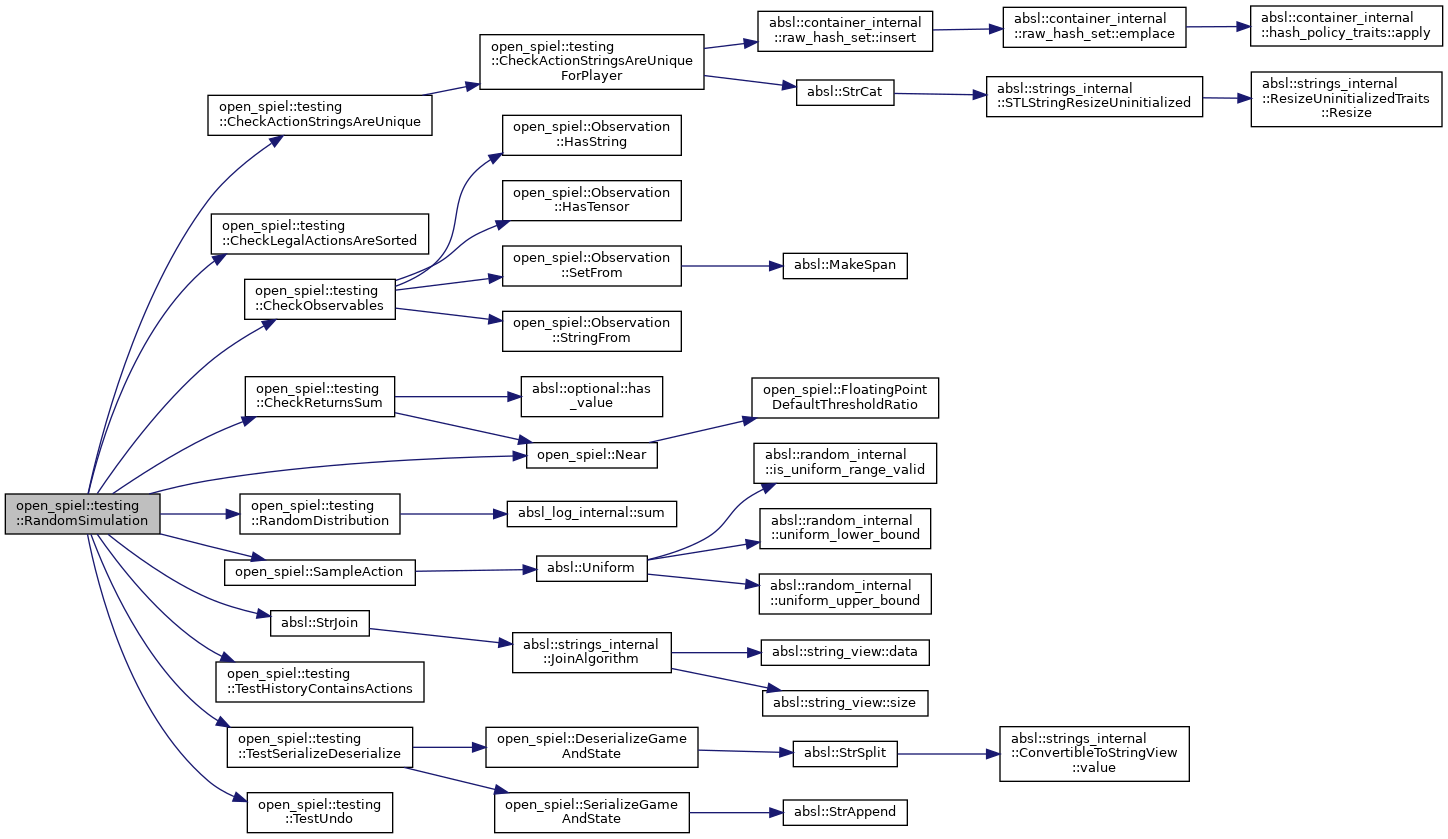 open_spiel::testing
::RandomSimulation
open_spiel::testing
::CheckActionStringsAreUnique
open_spiel::testing
::CheckActionStringsAreUnique
ForPlayer
absl::container_internal
::raw_hash_set::insert
absl::container_internal
::raw_hash_set::emplace
absl::container_internal
::hash_policy_traits::apply
absl::StrCat
absl::strings_internal
::STLStringResizeUninitialized
absl::strings_internal
::ResizeUninitializedTraits
::Resize
open_spiel::testing
::CheckLegalActionsAreSorted
open_spiel::testing
::CheckObservables
open_spiel::Observation
::HasString
open_spiel::Observation
::HasTensor
open_spiel::Observation
::SetFrom
absl::MakeSpan
open_spiel::Observation
::StringFrom
open_spiel::testing
::CheckReturnsSum
absl::optional::has
_value
open_spiel::Near
open_spiel::FloatingPoint
DefaultThresholdRatio
open_spiel::testing
::RandomDistribution
absl_log_internal::sum
open_spiel::SampleAction
absl::Uniform
absl::random_internal
::is_uniform_range_valid
absl::random_internal
::uniform_lower_bound
absl::random_internal
::uniform_upper_bound
absl::StrJoin
absl::strings_internal
::JoinAlgorithm
absl::string_view::data
absl::string_view::size
open_spiel::testing
::TestHistoryContainsActions
open_spiel::testing
::TestSerializeDeserialize
open_spiel::DeserializeGame
AndState
absl::StrSplit
absl::strings_internal
::ConvertibleToStringView
::value
open_spiel::SerializeGame
AndState
absl::StrAppend
open_spiel::testing
::TestUndo